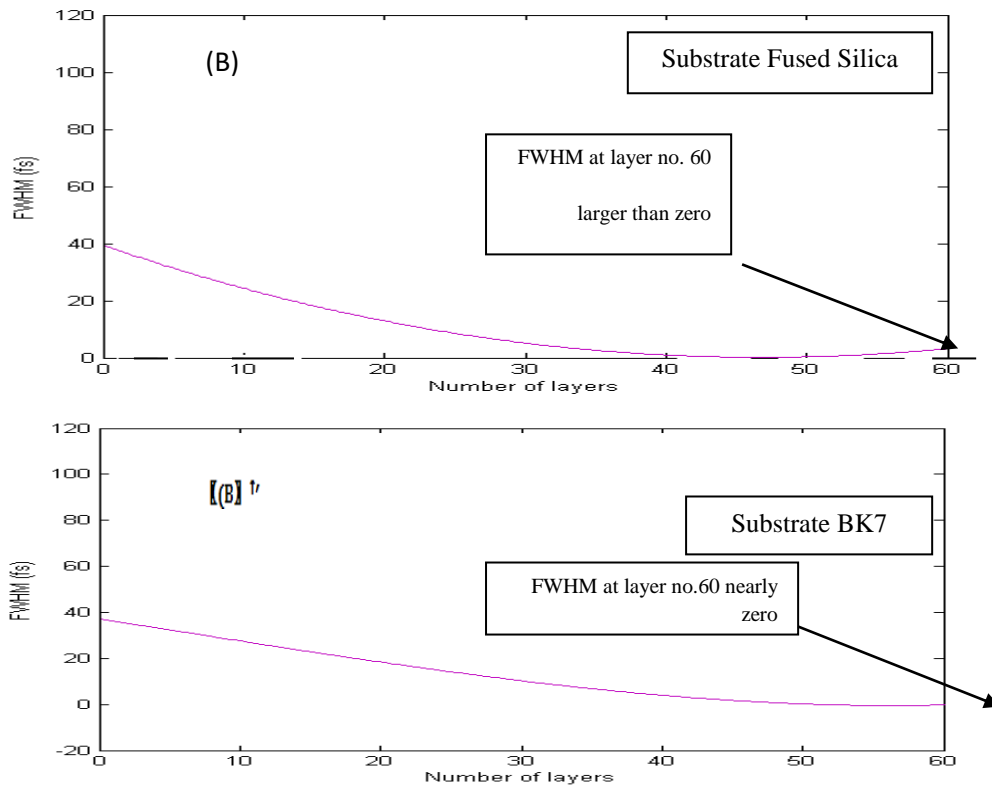 120
(B)
Substrate Fused Silica
100
80
FWHM at layer no. 60
larger than zero
60
40
20
0
FWHM (fs)
0 10 20 30 40 50 60
Number of layers
120
100
〖(B〗 ↑′
80
Substrate BK7
60
FWHM at layer no.60 nearly
zero
40
20
0
-20
FWHM (fs)
0 10 20 30 40 50 60
Number of layers